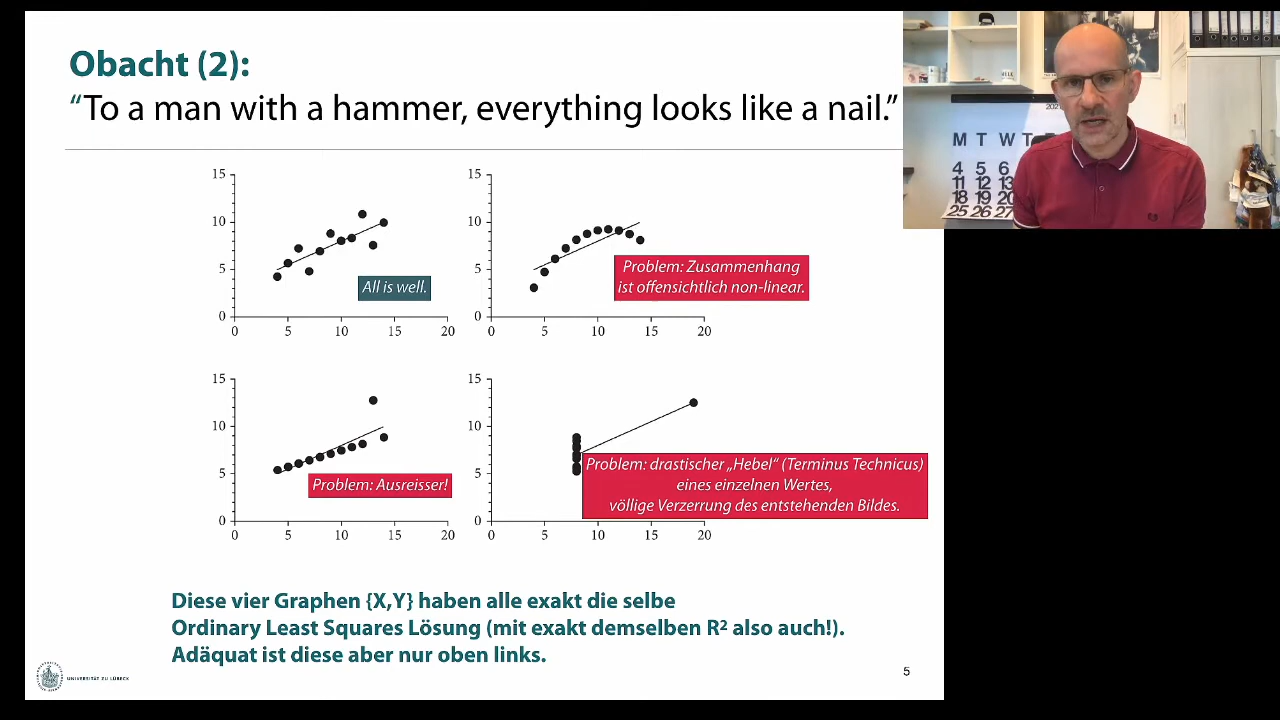 Obacht (2):
“To a man with a hammer, everything looks like a nail.”
15
10
5
0
0 5 10 15 20
All is well.
15
10
5
0
0 5 10 15 20
Problem: Zusammenhang
ist offensichtlich non-linear.
15
10
5
0
0 5 10 15 20
Problem: Ausreisser!
15
10
5
0
0 5 10 15 20
Problem: drastischer „Hebel“ (Terminus Technicus)
eines einzelnen Wertes,
völlige Verzerrung des entstehenden Bildes.
Diese vier Graphen {X,Y} haben alle exakt die selbe
Ordinary Least Squares Lösung (mit exakt demselben R² also auch!).
Adäquat ist diese aber nur oben links.
UNIVERSITÄT ZU LÜBECK
5
M T W T
4 5 6
11 12 13
18 19 20
25 26 27